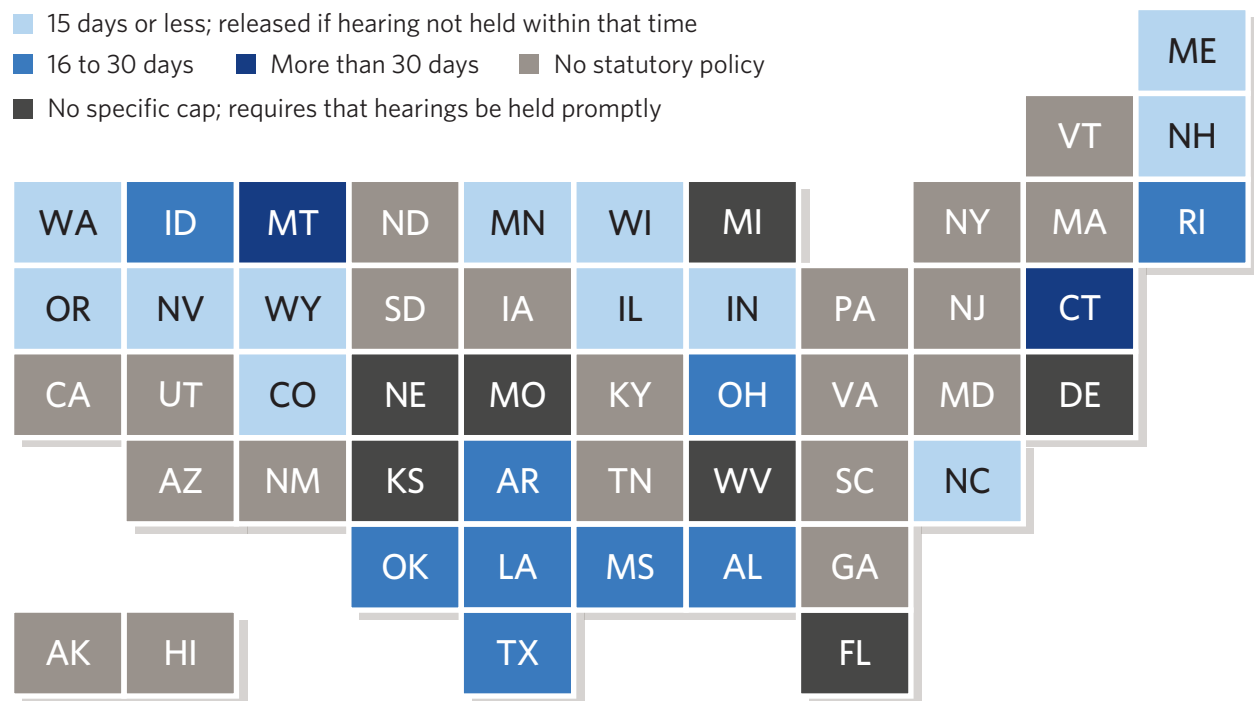 15 days or less; released if hearing not held within that time
16 to 30 days More than 30 days No statutory policy
No specific cap; requires that hearings be held promptly
ME
VT NH
WA ID MT ND MN WI MI NY MA RI
OR NV WY SD IA IL IN PA NJ CT
CA UT CO NE MO KY OH VA MD DE
AZ NM KS AR TN WV SC NC
OK LA MS AL GA
AK HI TX FL